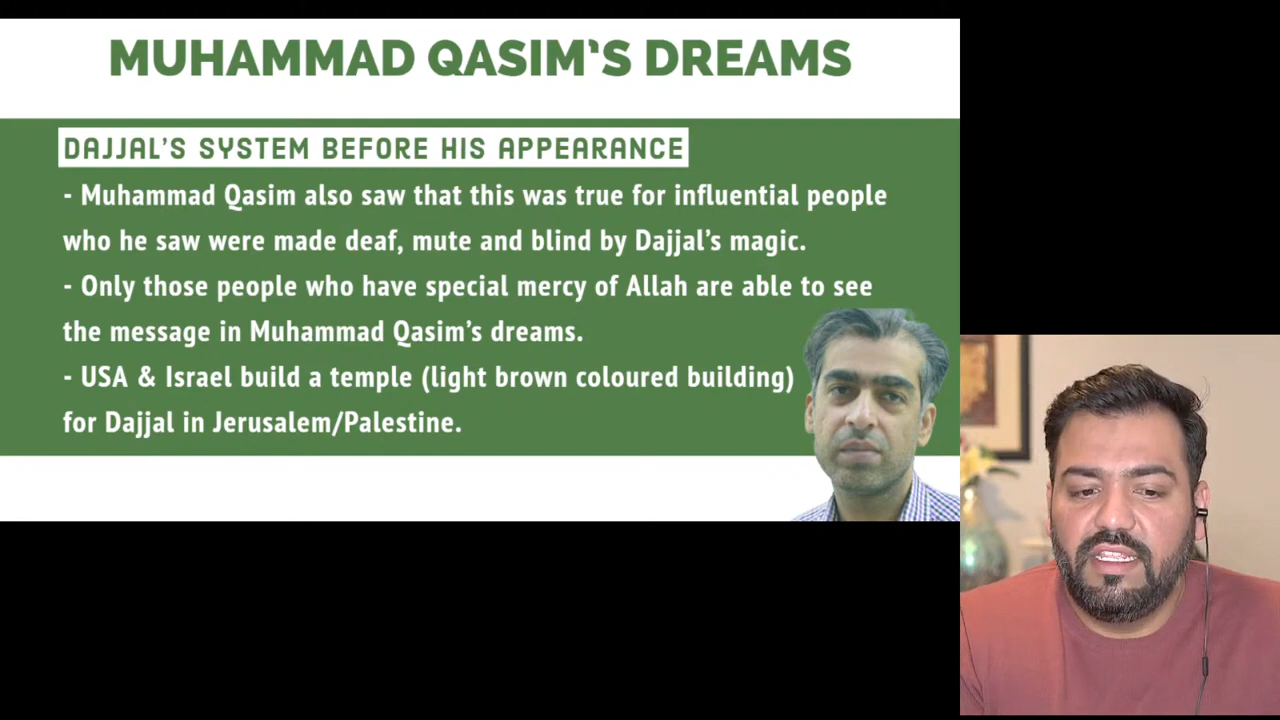 MUHAMMAD QASIM'S DREAMS
DAJJAL'S SYSTEM BEFORE HIS APPEARANCE
- Muhammad Qasim also saw that this was true for influential people
who he saw were made deaf, mute and blind by Dajjal's magic.
- Only those people who have special mercy of Allah are able to see
the message in Muhammad Qasim's dreams.
- USA & Israel build a temple (light brown coloured building)
for Dajjal in Jerusalem/Palestine.